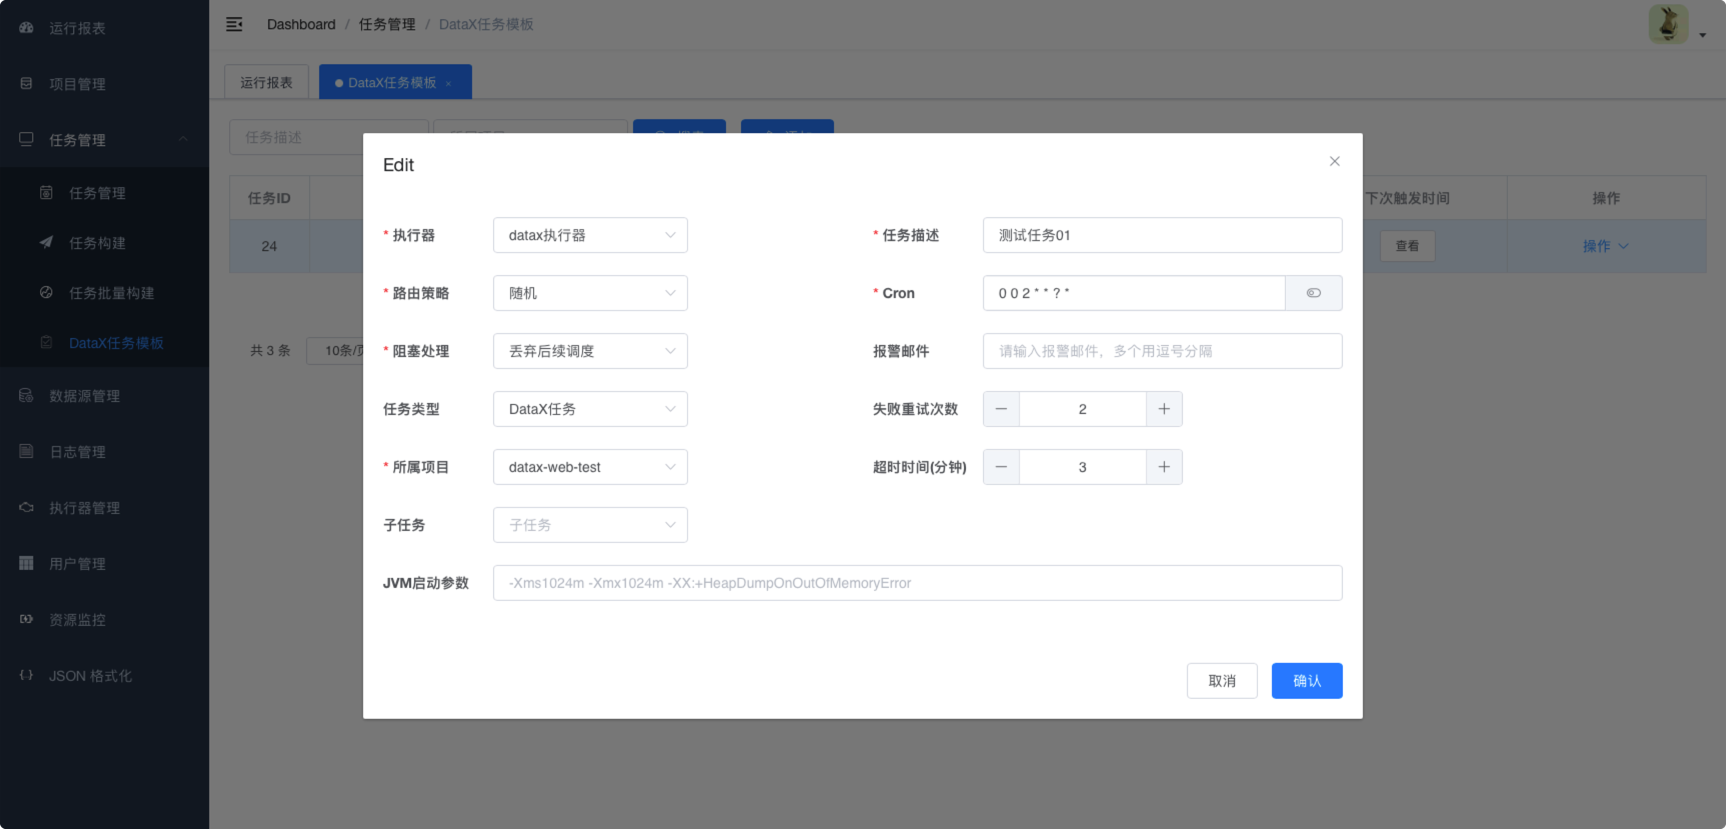 运行报表
项目管理
任务管理
任务管理
任务构建
任务批量构建
DataX任务模板
数据源管理
日志管理
执行器管理
用户管理
资源监控
JSON 格式化
Dashboard / 任务管理 / DataX任务模板
运行报表
DataX任务模板 ×
任务描述
任务ID
下次触发时间
操作
24
查看
操作
共 3 条
10条/页
Edit
* 执行器
datax执行器
* 任务描述
测试任务01
* 路由策略
随机
* Cron
0 0 2 * * ? *
* 阻塞处理
丢弃后续调度
报警邮件
请输入报警邮件，多个用逗号分隔
任务类型
DataX任务
失败重试次数
2
* 所属项目
datax-web-test
超时时间(分钟)
3
子任务
子任务
JVM启动参数
-Xms1024m -Xmx1024m -XX:+HeapDumpOnOutOfMemoryError
取消
确认